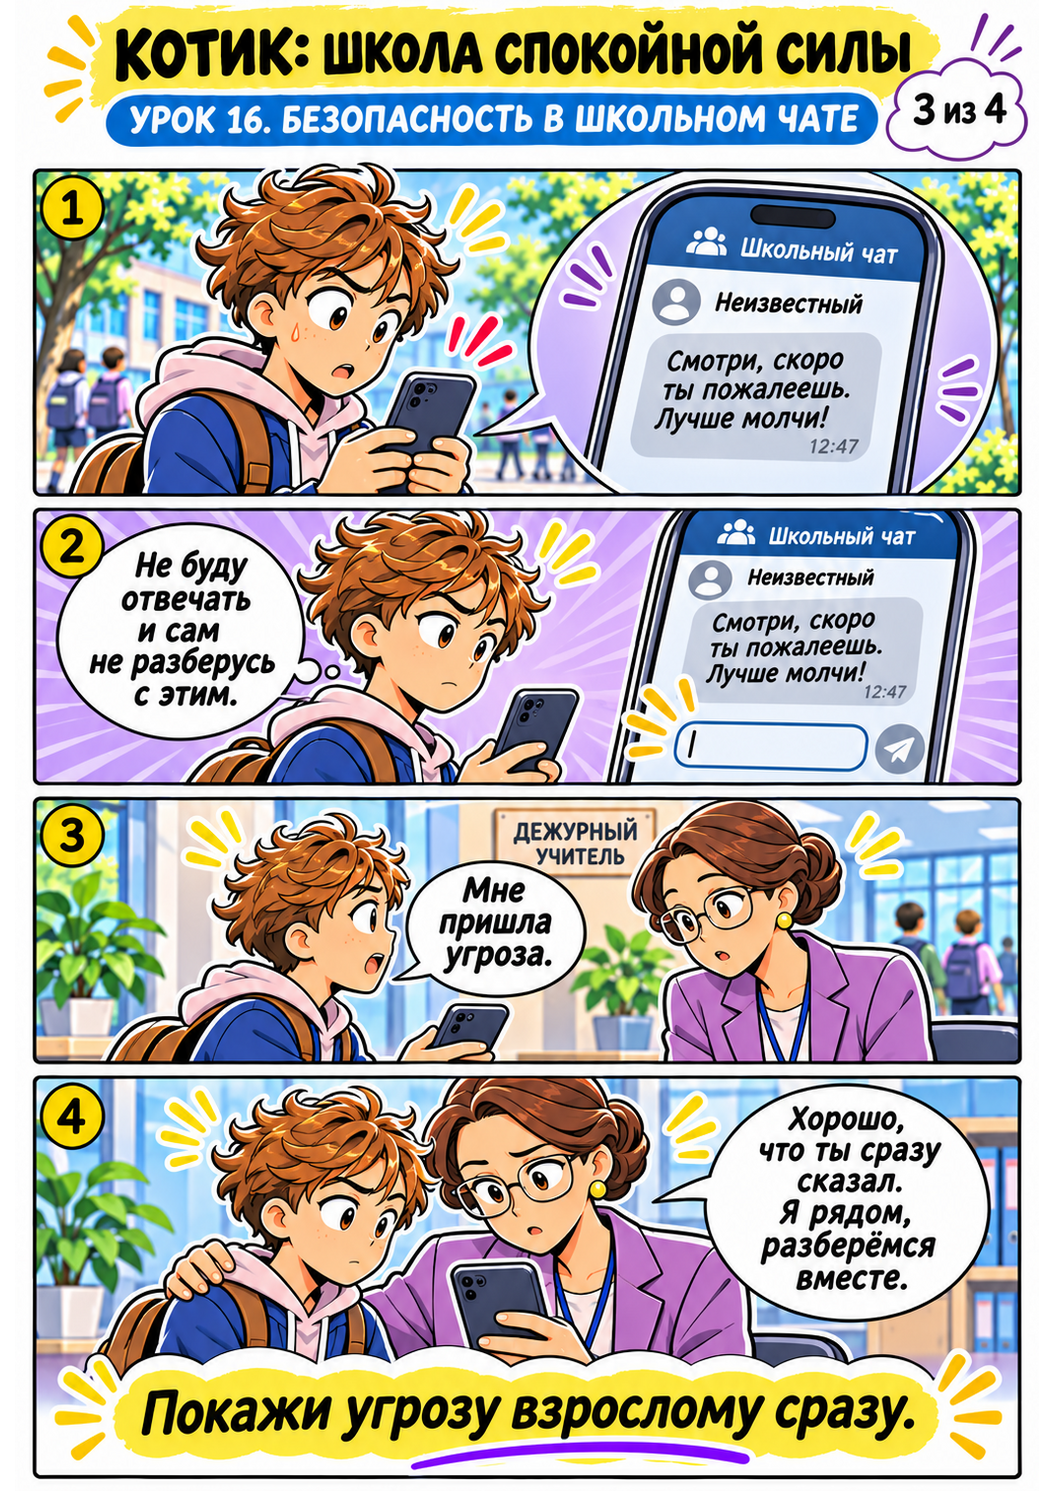 КОТИК: ШКОЛА СПОКОЙНОЙ СИЛЫ
УРОК 16. БЕЗОПАСНОСТЬ В ШКОЛЬНОМ ЧАТЕ
3 из 4
1
Школьный чат
Неизвестный
Смотри, скоро
ты пожалеешь.
Лучше молчи!
12:47
2
Не буду
отвечать
и сам
не разберусь
с этим.
Школьный чат
Неизвестный
Смотри, скоро
ты пожалеешь.
Лучше молчи!
12:47
3
Мне
пришла
угроза.
ДЕЖУРНЫЙ
УЧИТЕЛЬ
4
Хорошо,
что ты сразу
сказал.
Я рядом,
разберёмся
вместе.
Покажи угрозу взрослому сразу.